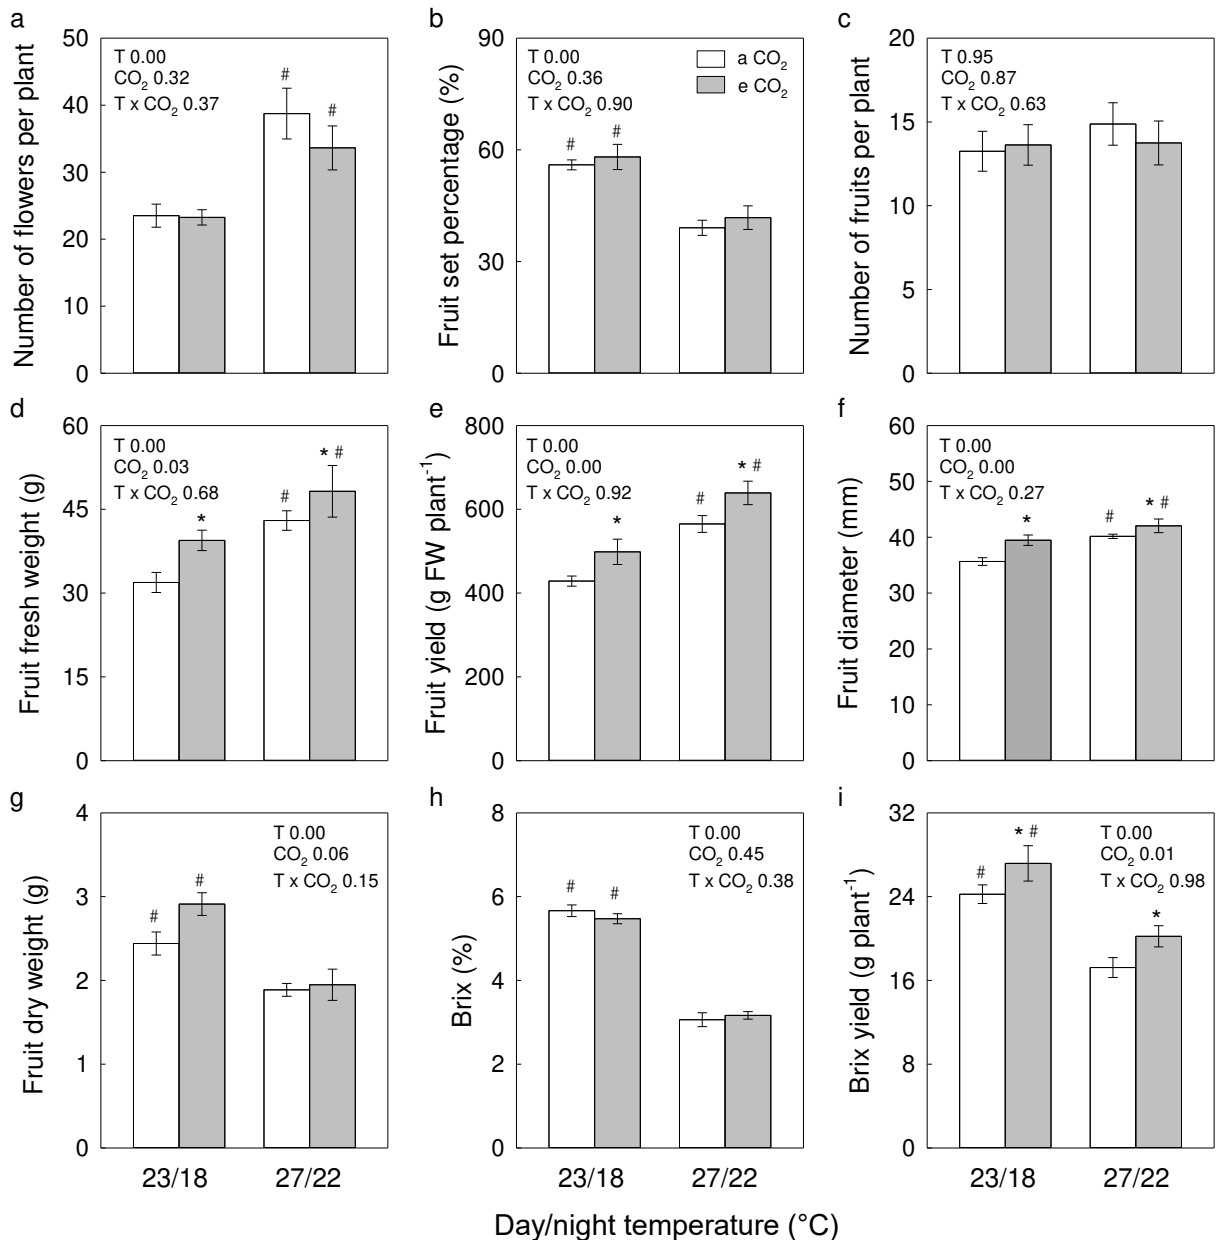 a
Number of flowers per plant
50
40
30
20
10
0
T 0.00
CO₂ 0.32
T x CO₂ 0.37
#
#
b
Fruit set percentage (%)
90
60
30
0
T 0.00
CO₂ 0.36
T x CO₂ 0.90
a CO₂
e CO₂
#
#
c
Number of fruits per plant
20
15
10
5
0
T 0.95
CO₂ 0.87
T x CO₂ 0.63
d
Fruit fresh weight (g)
60
45
30
15
0
T 0.00
CO₂ 0.03
T x CO₂ 0.68
*
#
* #
e
Fruit yield (g FW plant⁻¹)
800
600
400
200
0
T 0.00
CO₂ 0.00
T x CO₂ 0.92
*
#
* #
f
Fruit diameter (mm)
60
50
40
30
20
10
0
T 0.00
CO₂ 0.00
T x CO₂ 0.27
*
#
* #
g
Fruit dry weight (g)
4
3
2
1
0
T 0.00
CO₂ 0.06
T x CO₂ 0.15
#
#
23/18
27/22
h
Brix (%)
8
6
4
2
0
T 0.00
CO₂ 0.45
T x CO₂ 0.38
#
#
23/18
27/22
i
Brix yield (g plant⁻¹)
32
24
16
8
0
T 0.00
CO₂ 0.01
T x CO₂ 0.98
#
* #
*
23/18
27/22
Day/night temperature (°C)